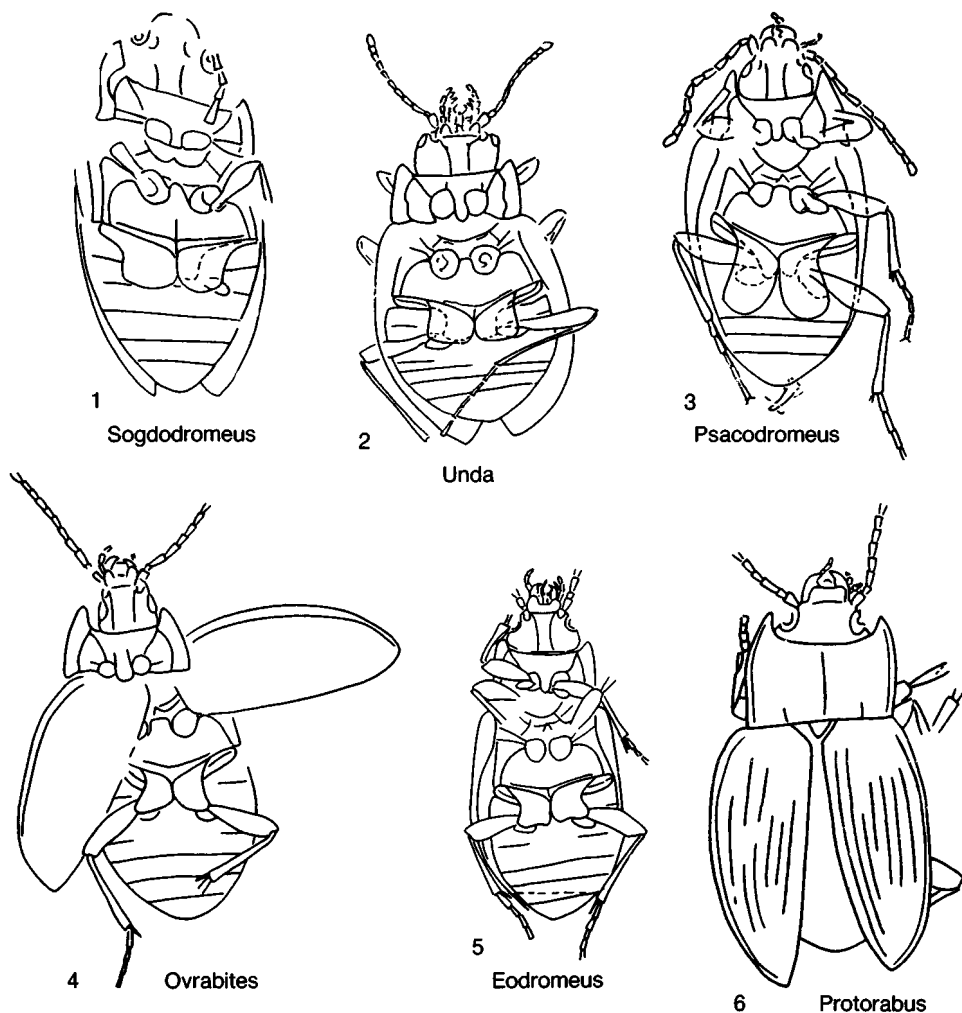 1
Sogdodromeus
2
Unda
3
Psacodromeus
4 Ovrabites
5
Eodromeus
6 Protorabus